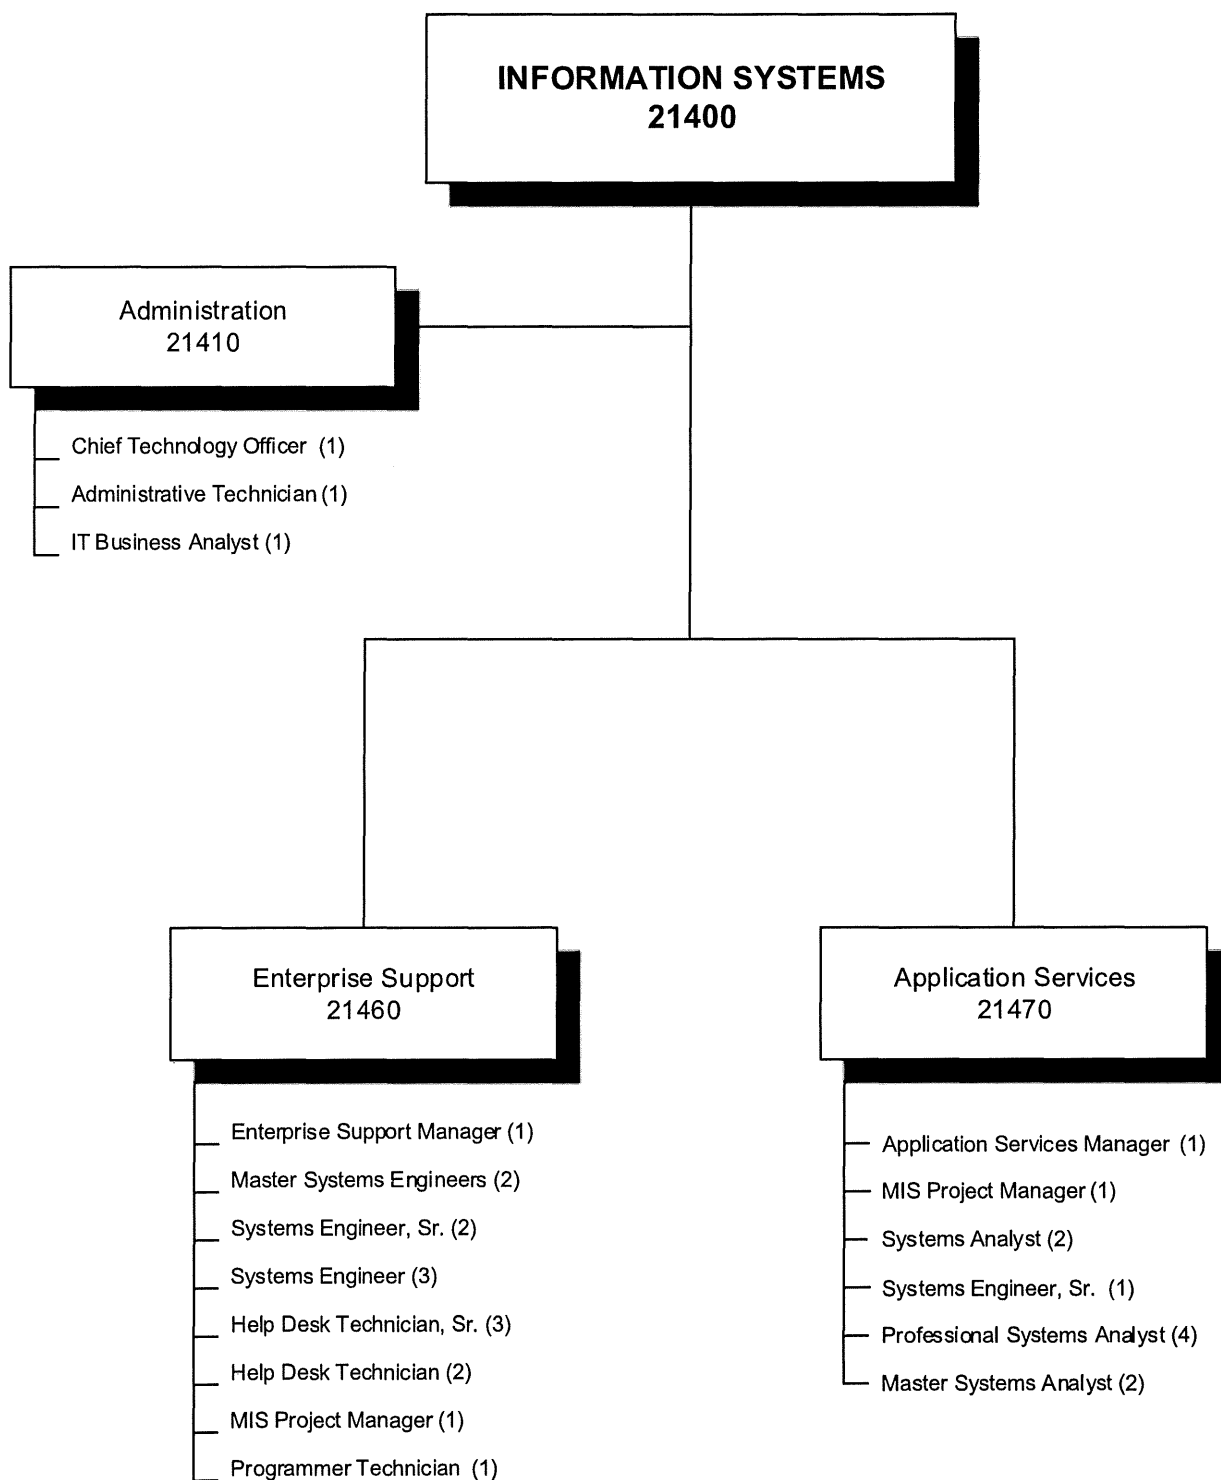 INFORMATION SYSTEMS
21400
Administration
21410
Chief Technology Officer (1)
Administrative Technician (1)
IT Business Analyst (1)
Enterprise Support
21460
Enterprise Support Manager (1)
Master Systems Engineers (2)
Systems Engineer, Sr. (2)
Systems Engineer (3)
Help Desk Technician, Sr. (3)
Help Desk Technician (2)
MIS Project Manager (1)
Programmer Technician (1)
Application Services
21470
Application Services Manager (1)
MIS Project Manager (1)
Systems Analyst (2)
Systems Engineer, Sr. (1)
Professional Systems Analyst (4)
Master Systems Analyst (2)